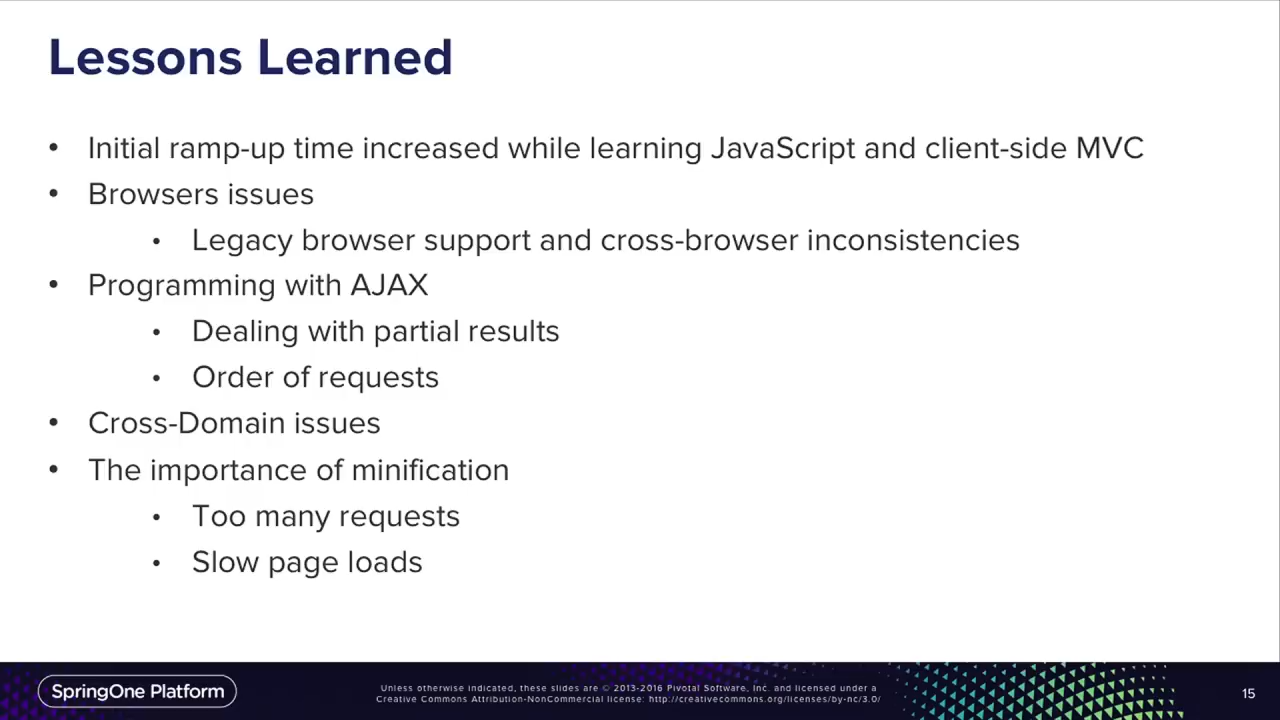 Lessons Learned
• Initial ramp-up time increased while learning JavaScript and client-side MVC
• Browsers issues
• Legacy browser support and cross-browser inconsistencies
• Programming with AJAX
• Dealing with partial results
• Order of requests
• Cross-Domain issues
• The importance of minification
• Too many requests
• Slow page loads
SpringOne Platform
Unless otherwise indicated, these slides are © 2013-2016 Pivotal Software, Inc. and licensed under a
Creative Commons Attribution-NonCommercial license: http://creativecommons.org/licenses/by-nc/3.0/
15